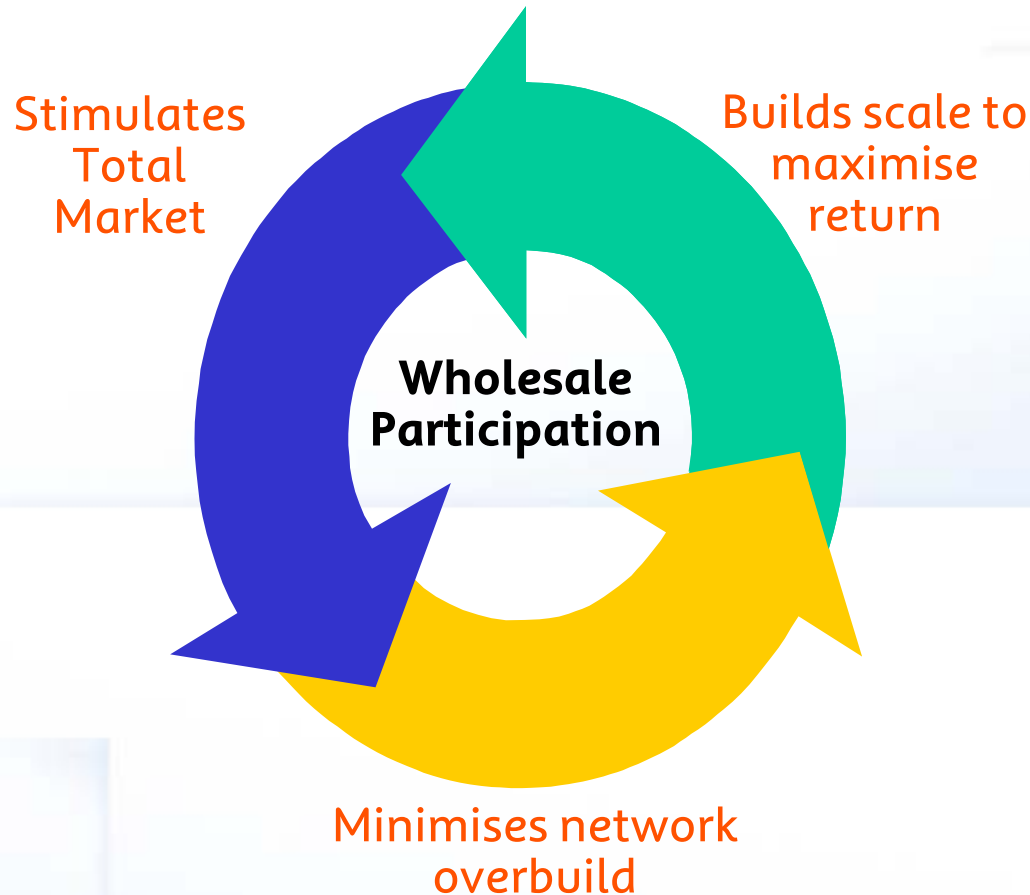 Stimulates
Total
Market
Builds scale to
maximise
return
Wholesale
Participation
Minimises network
overbuild